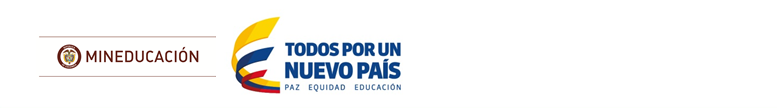 MINEDUCACIÓN
TODOS POR UN
NUEVO PAÍS
PAZ EQUIDAD EDUCACIÓN